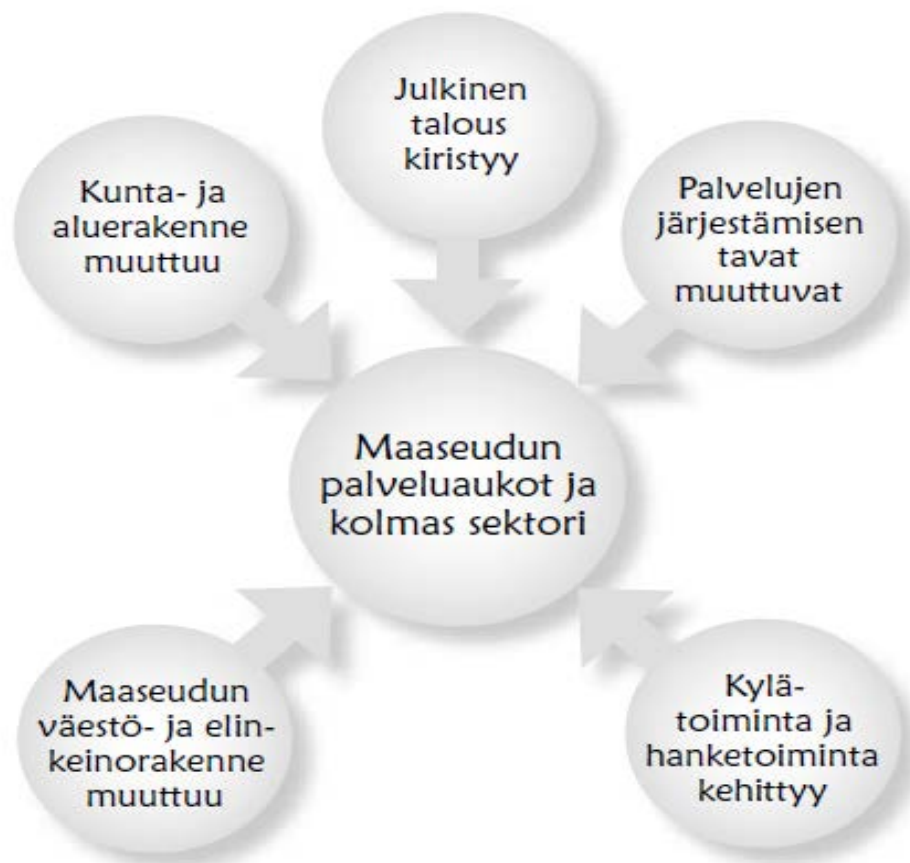 Julkinen
talous
kiristyy
Kunta- ja
aluerakenne
muuttuu
Palvelujen
järjestämisen
tavat
muuttuvat
Maaseudun
palveluaukot ja
kolmas sektori
Maaseudun
väestö- ja elin-
keinorakenne
muuttuu
Kylä-
toiminta ja
hanketoiminta
kehittyy